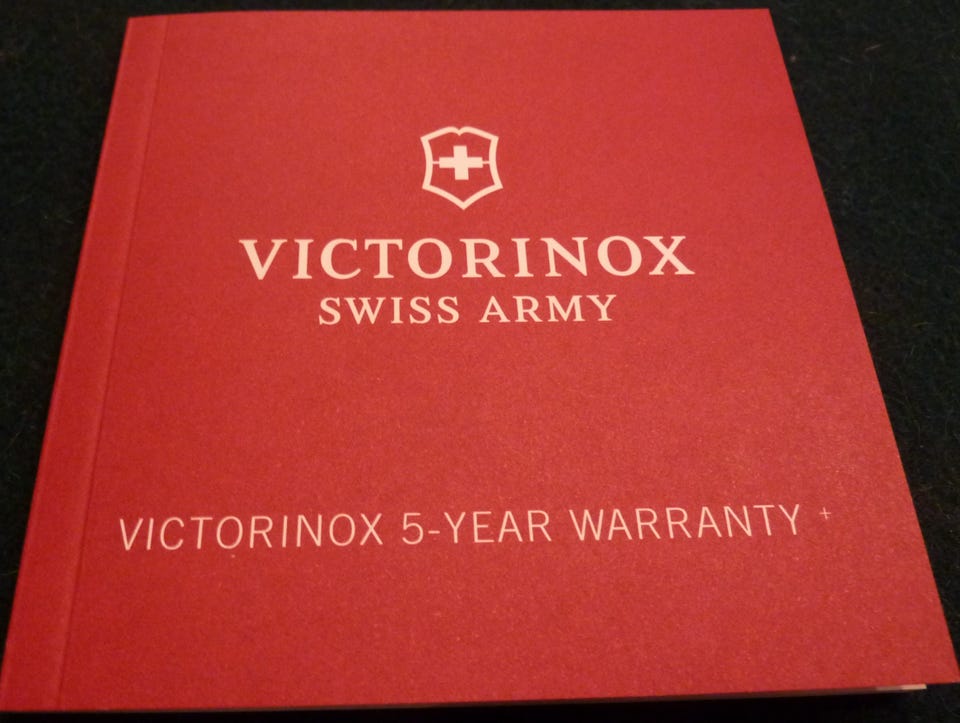 VICTORINOX
SWISS ARMY
VICTORINOX 5-YEAR WARRANTY +